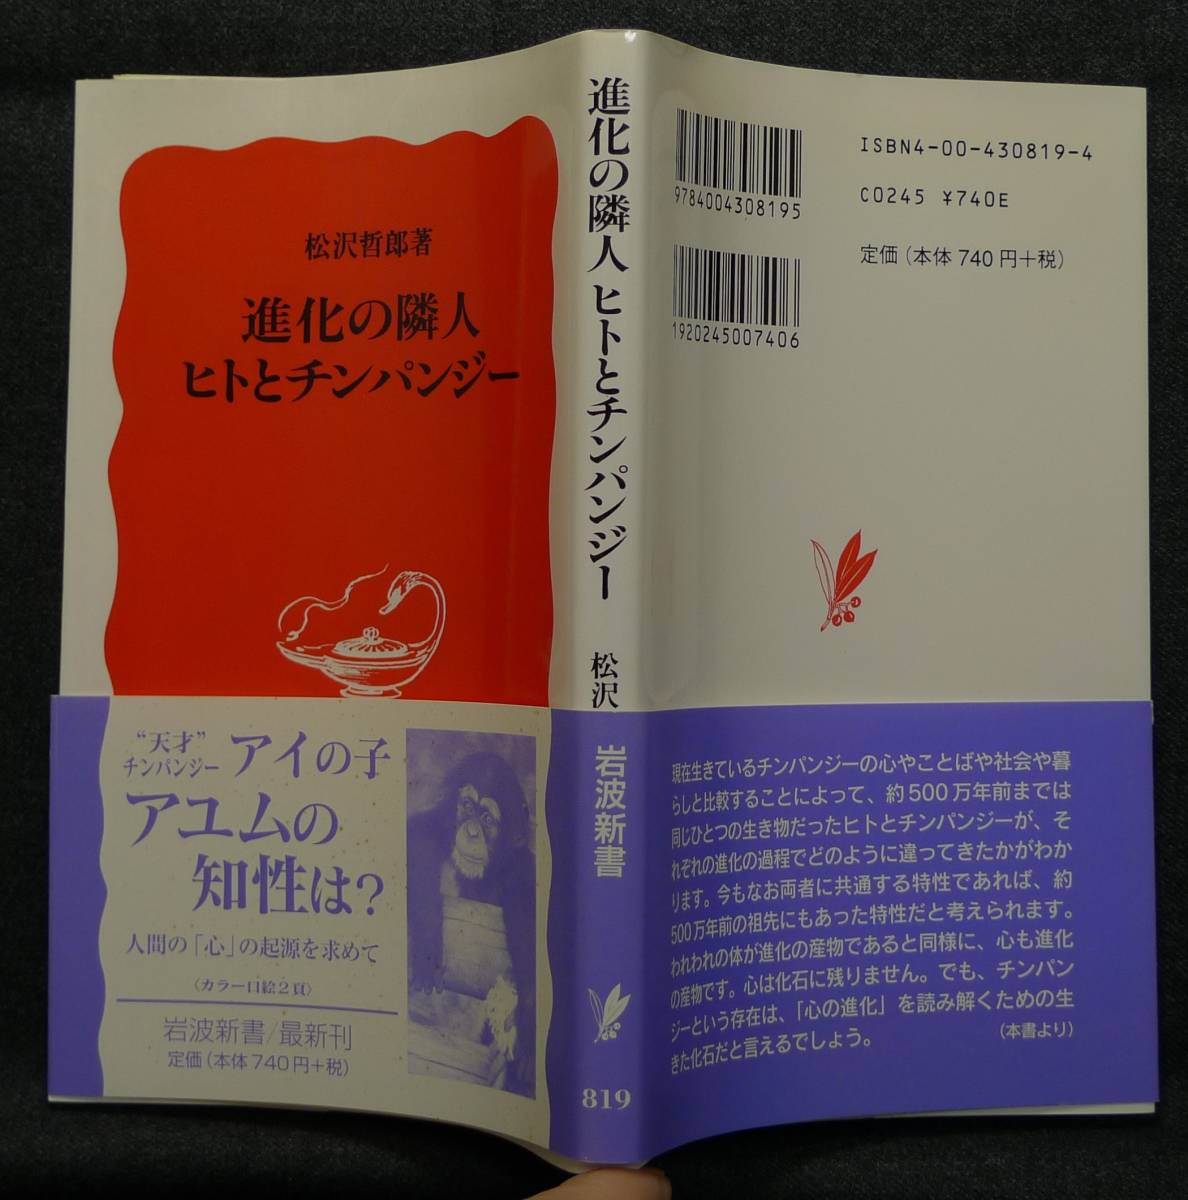 松沢哲郎著
進化の隣人
ヒトとチンパンジー
“天才”
チンパンジー アイの子
アユムの
知性は?
人間の「心」の起源を求めて
〈カラー口絵2頁〉
岩波新書/最新刊
定価(本体740円+税)
進化の隣人 ヒトとチンパンジー
松沢
岩波新書
819
9784004308195
1920245007406
ISBN4-00-430819-4
C0245 ¥740E
定価(本体740円+税)
現在生きているチンパンジーの心やことばや社会や暮
らしと比較することによって、約500万年前までは
同じひとつの生き物だったヒトとチンパンジーが、そ
れぞれの進化の過程でどのように違ってきたかがわか
ります。今もなお両者に共通する特性であれば、約
500万年前の祖先にもあった特性だと考えられます。
われわれの体が進化の産物であると同様に、心も進化
の産物です。心は化石に残りません。でも、チンパン
ジーという存在は、「心の進化」を読み解くための生
きた化石だと言えるでしょう。
(本書より)